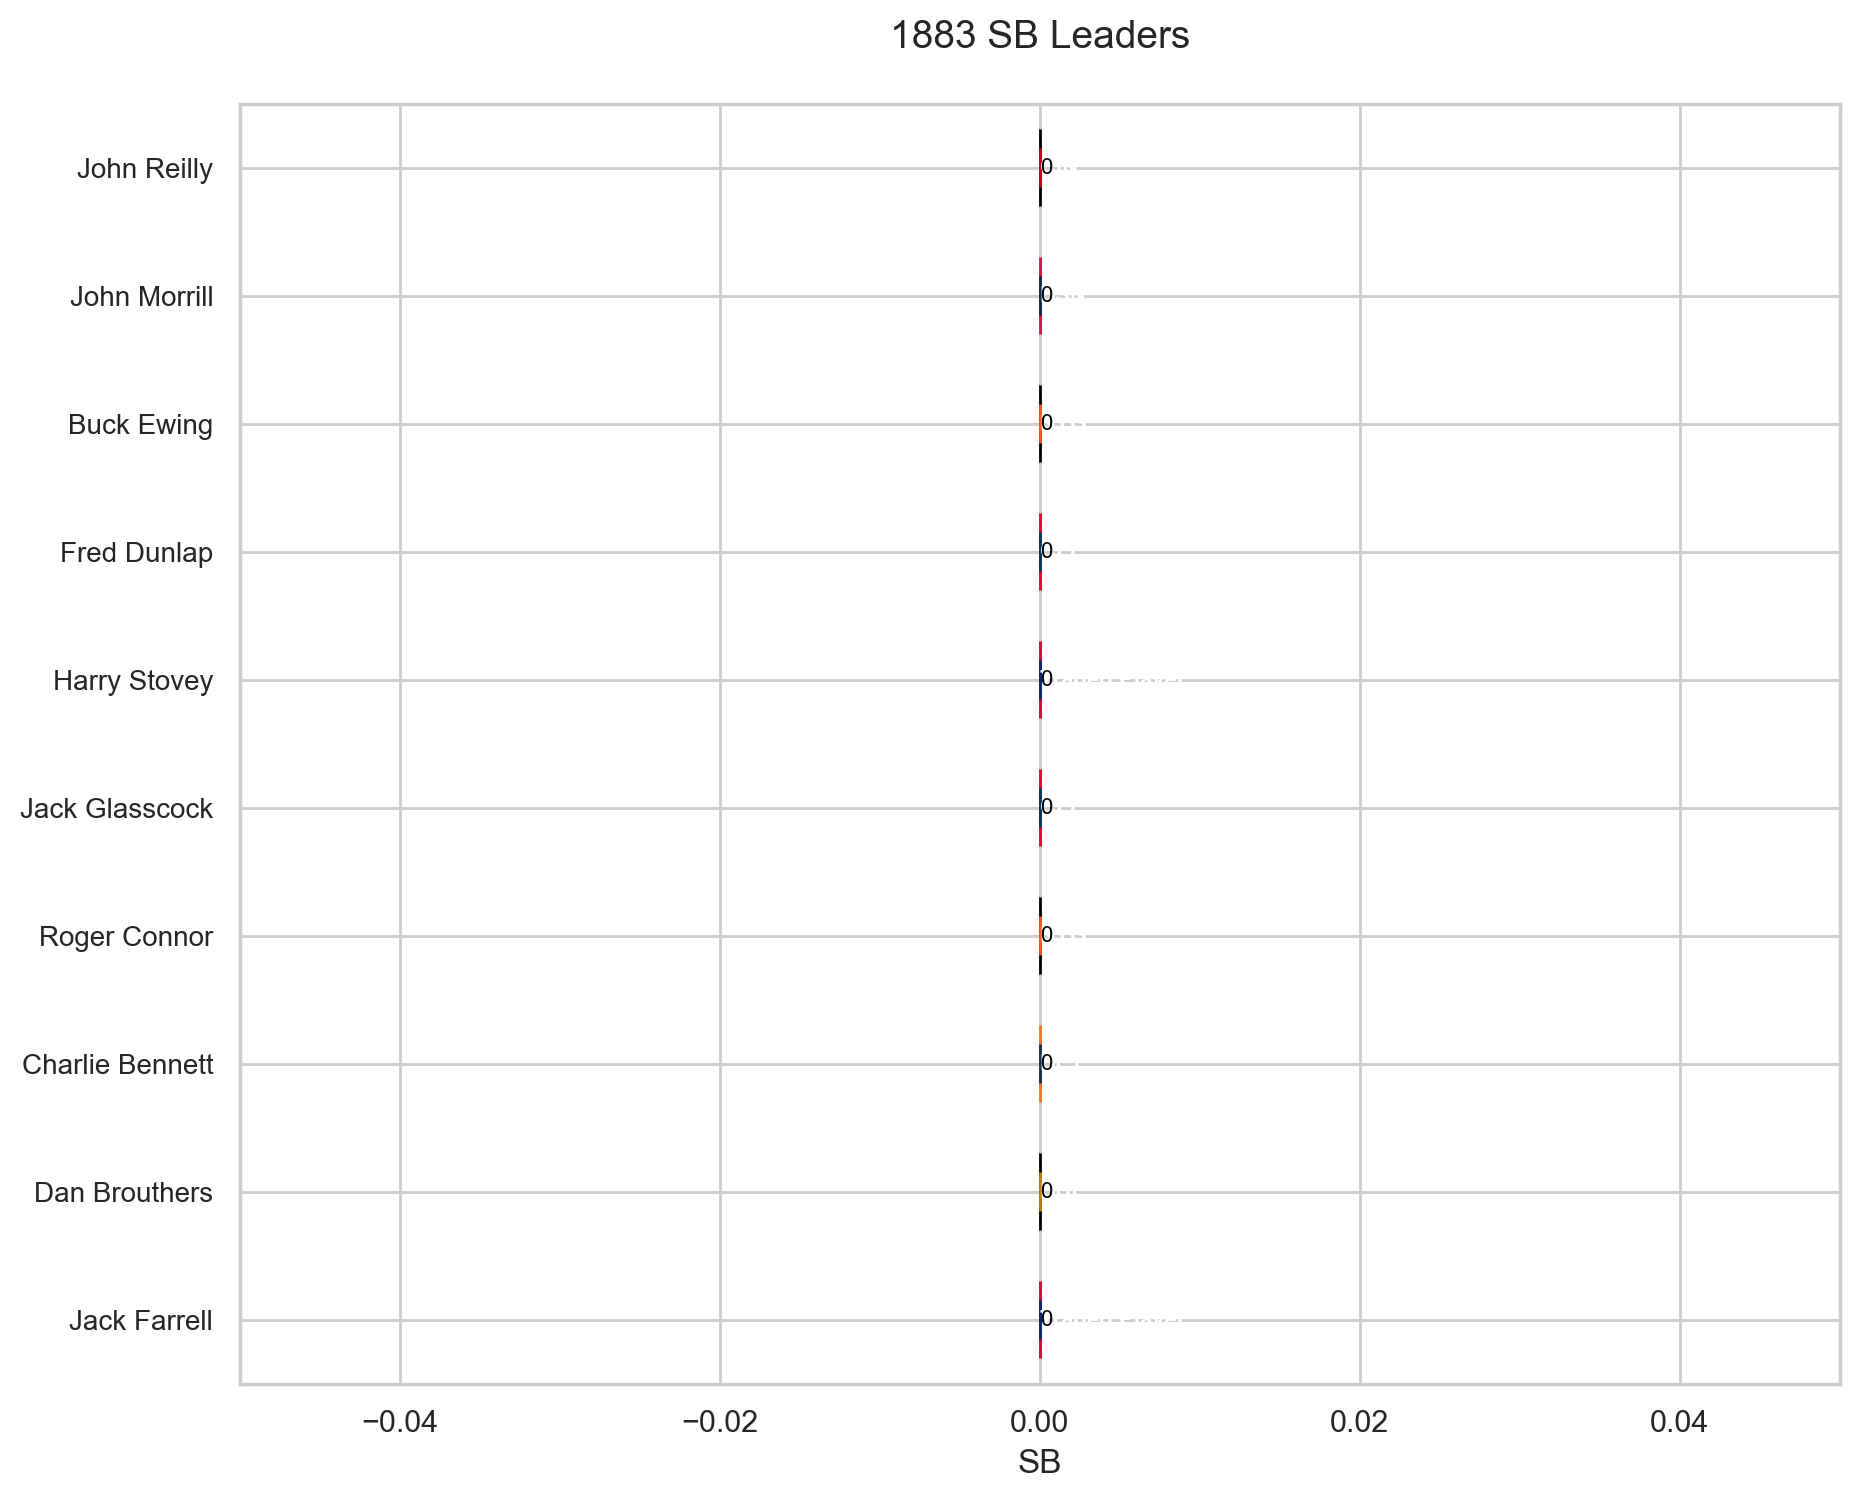 1883 SB Leaders
John Reilly
0
John Morrill
0
Buck Ewing
0
Fred Dunlap
0
Harry Stovey
0
Jack Glasscock
0
Roger Connor
0
Charlie Bennett
0
Dan Brouthers
0
Jack Farrell
0
−0.04 −0.02 0.00 0.02 0.04
SB